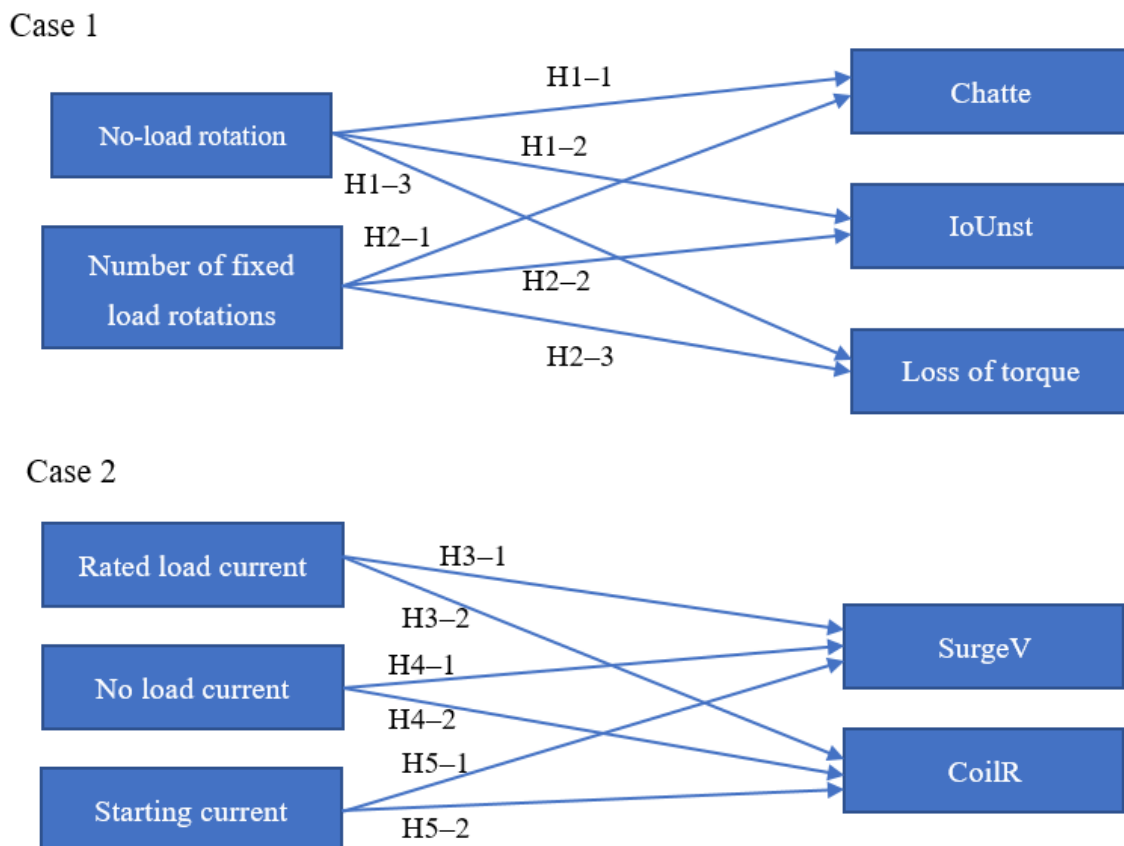 Case 1
No-load rotation
Number of fixed
load rotations
H1–1
H1–2
H1–3
H2–1
H2–2
H2–3
Chatte
IoUnst
Loss of torque
Case 2
Rated load current
No load current
Starting current
H3–1
H3–2
H4–1
H4–2
H5–1
H5–2
SurgeV
CoilR